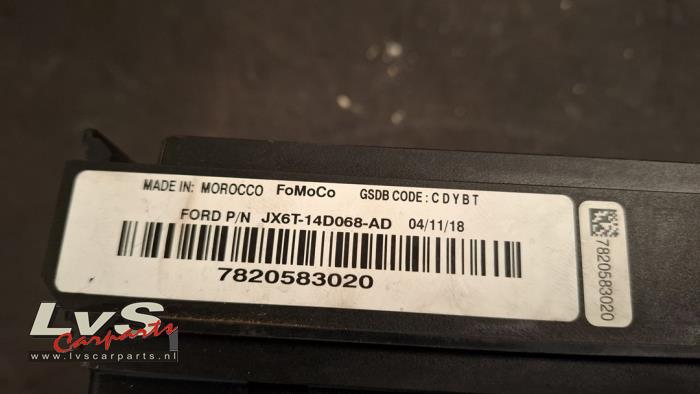 MADE IN: MOROCCO FoMoCo GSDB CODE: CDYBT
FORD P/N JX6T-14D068-AD 04/11/18
7820583020
7820583020
LvS
Carparts
www.lvscarparts.nl